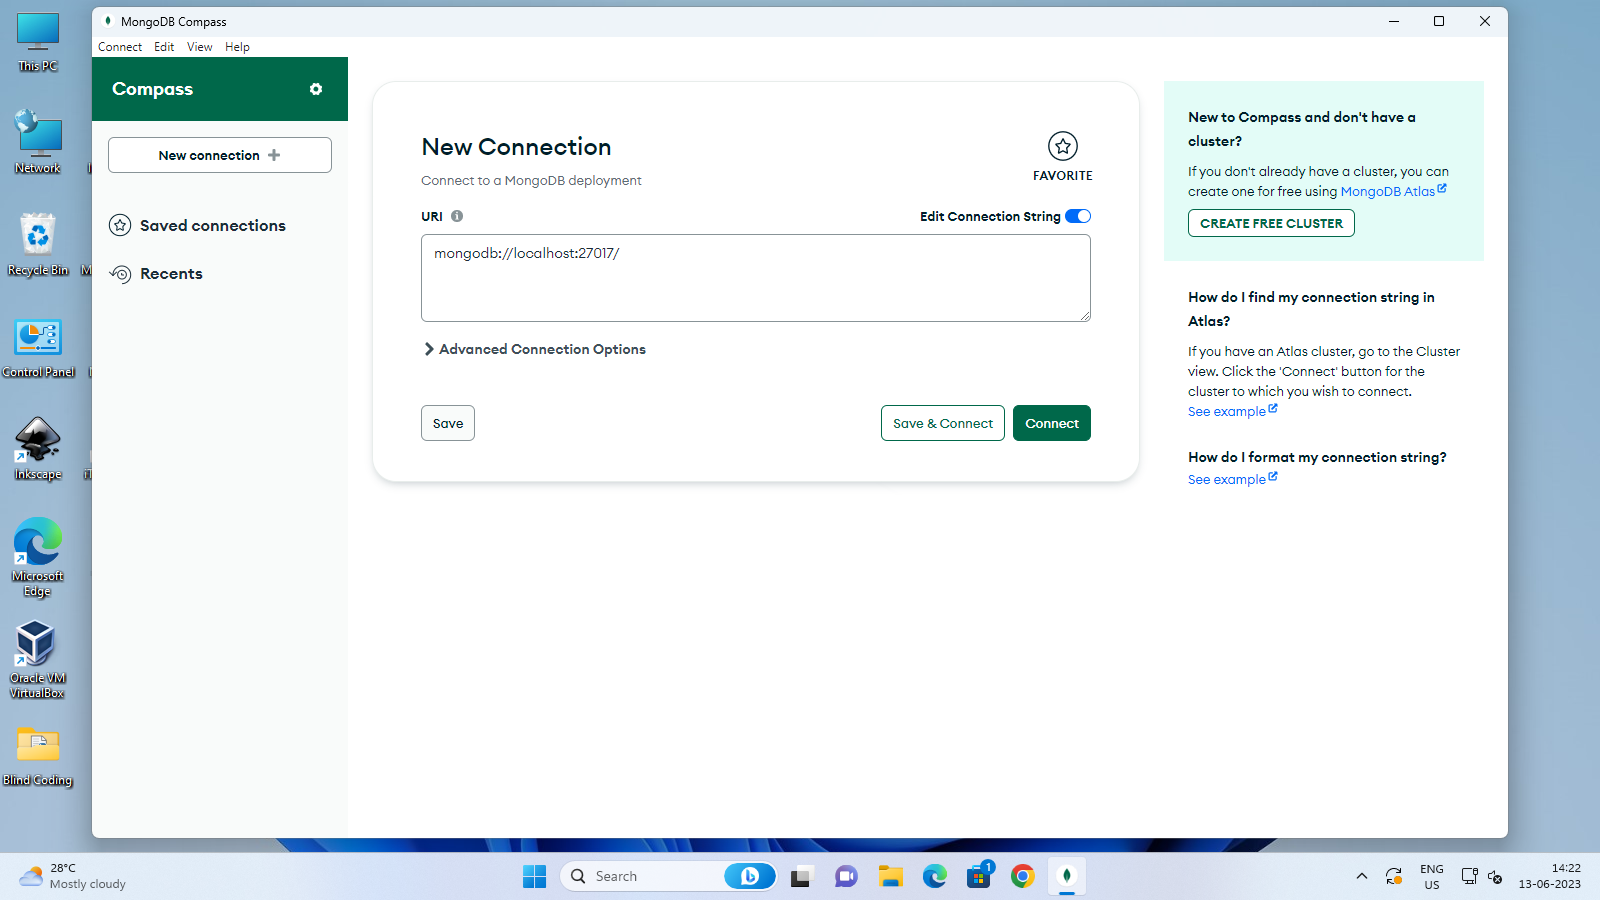 This PC
Network
Recycle Bin
Control Panel
Inkscape
Microsoft
Edge
Oracle VM
VirtualBox
Blind Coding
MongoDB Compass
Connect Edit View Help
Compass
New connection
Saved connections
Recents
New Connection
Connect to a MongoDB deployment
FAVORITE
URI
Edit Connection String
mongodb://localhost:27017/
Advanced Connection Options
Save
Save & Connect
Connect
New to Compass and don't have a
cluster?
If you don't already have a cluster, you can
create one for free using MongoDB Atlas
CREATE FREE CLUSTER
How do I find my connection string in
Atlas?
If you have an Atlas cluster, go to the Cluster
view. Click the 'Connect' button for the
cluster to which you wish to connect.
See example
How do I format my connection string?
See example
28°C
Mostly cloudy
Search
1
ENG
US
14:22
13-06-2023